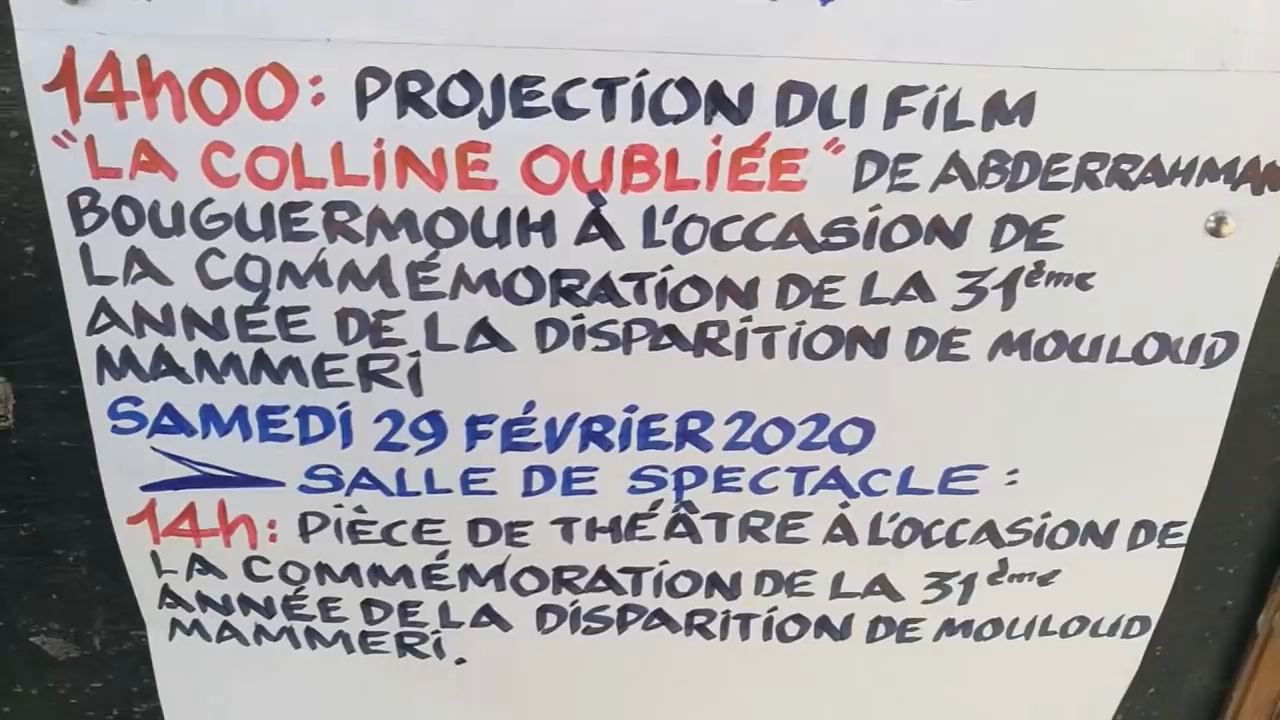 14h00: PROJECTION DU FILM
"LA COLLINE OUBLIÉE" DE ABDERRAHMAN
BOUGUERMOUH À L'OCCASION DE
LA COMMÉMORATION DE LA 31ème
ANNÉE DE LA DISPARITION DE MOULOUD
MAMMERI
SAMEDI 29 FÉVRIER 2020
SALLE DE SPECTACLE :
14h: PIÈCE DE THÉÂTRE À L'OCCASION DE
LA COMMÉMORATION DE LA 31ème
ANNÉE DE LA DISPARITION DE MOULOUD
MAMMERI.